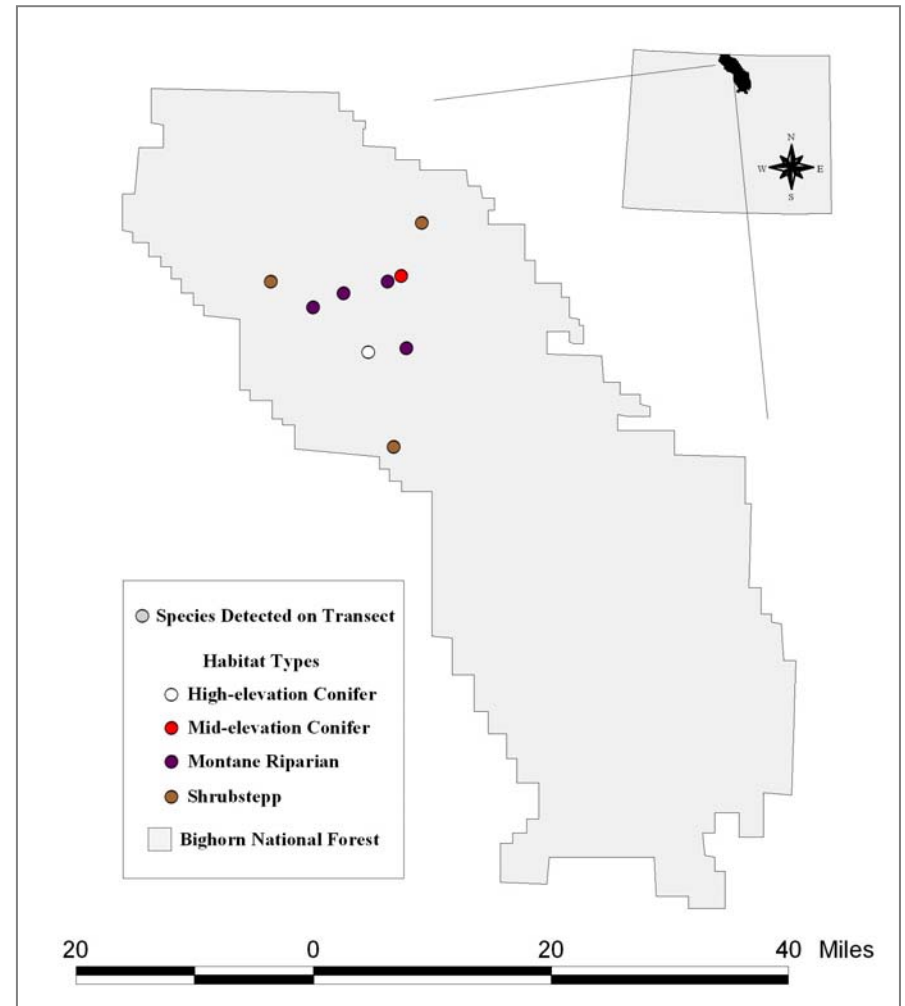 N
W E
S
Species Detected on Transect
Habitat Types
High-elevation Conifer
Mid-elevation Conifer
Montane Riparian
Shrubstepp
Bighorn National Forest
20 0 20 40 Miles